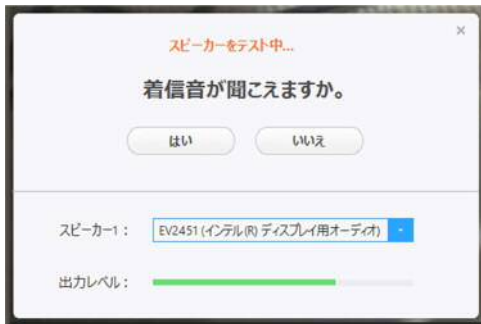 スピーカーをテスト中...
着信音が聞こえますか。
はい
いいえ
スピーカー1：
EV2451 (インテル(R) ディスプレイ用オーディオ)
出力レベル：